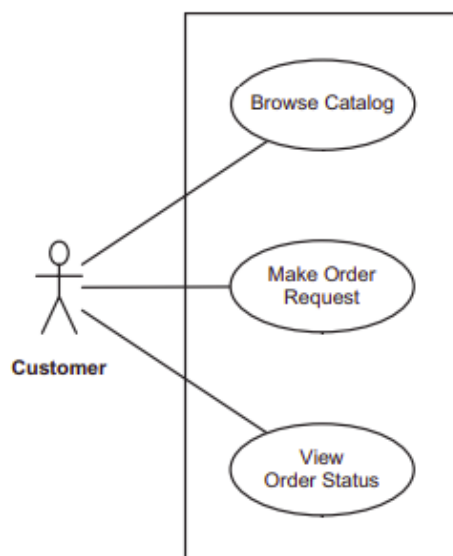 Browse Catalog
Make Order
Request
Customer
View
Order Status